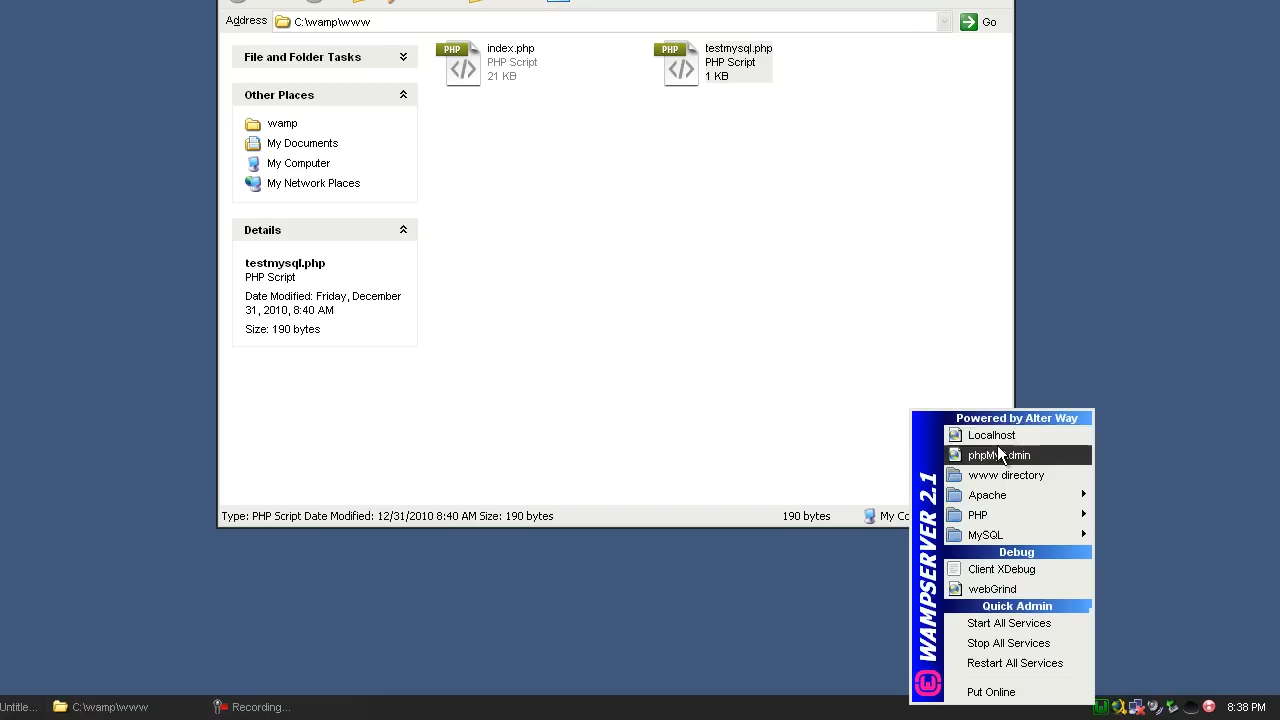 Address C:\wamp\www Go
File and Folder Tasks
PHP index.php
PHP Script
21 KB
PHP testmysql.php
PHP Script
1 KB
Other Places
wamp
My Documents
My Computer
My Network Places
Details
testmysql.php
PHP Script
Date Modified: Friday, December
31, 2010, 8:40 AM
Size: 190 bytes
Type: PHP Script Date Modified: 12/31/2010 8:40 AM Size: 190 bytes
190 bytes
My Co
WAMPSERVER 2.1
Powered by Alter Way
Localhost
phpMyAdmin
www directory
Apache
PHP
MySQL
Debug
Client XDebug
webGrind
Quick Admin
Start All Services
Stop All Services
Restart All Services
Put Online
Untitle...
C:\wamp\www
Recording...
8:38 PM